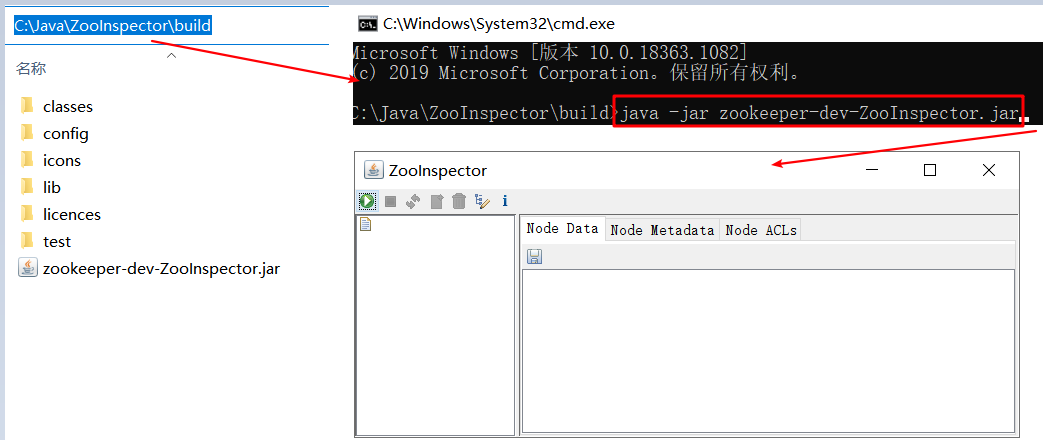 C:\Java\ZooInspector\build
名称
classes
config
icons
lib
licences
test
zookeeper-dev-ZooInspector.jar
C:\Windows\System32\cmd.exe
Microsoft Windows [版本 10.0.18363.1082]
(c) 2019 Microsoft Corporation。保留所有权利。
C:\Java\ZooInspector\build>java -jar zookeeper-dev-ZooInspector.jar
ZooInspector
Node Data Node Metadata Node ACLs